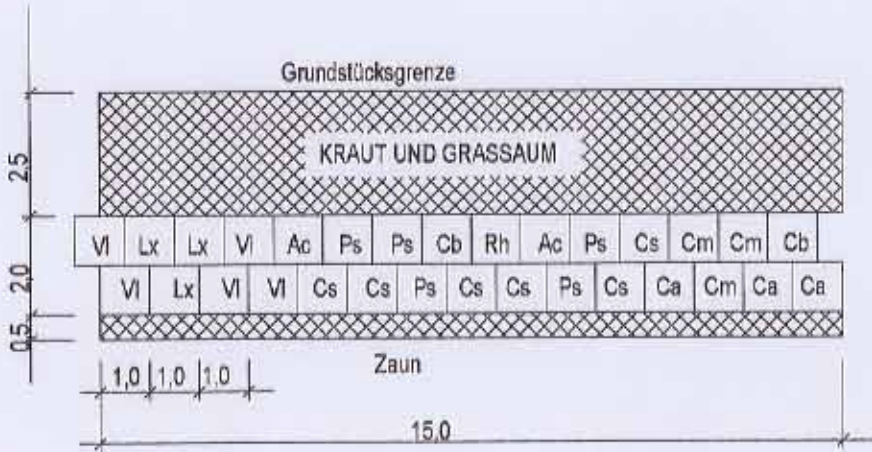 Grundstücksgrenze
2,5
KRAUT UND GRASSAUM
Vl Lx Lx Vl Ac Ps Ps Cb Rh Ac Ps Cs Cm Cm Cb
2,0
Vl Lx Vl Vl Cs Cs Ps Cs Cs Ps Cs Ca Cm Ca Ca
0,5
Zaun
1,0 1,0 1,0
15,0